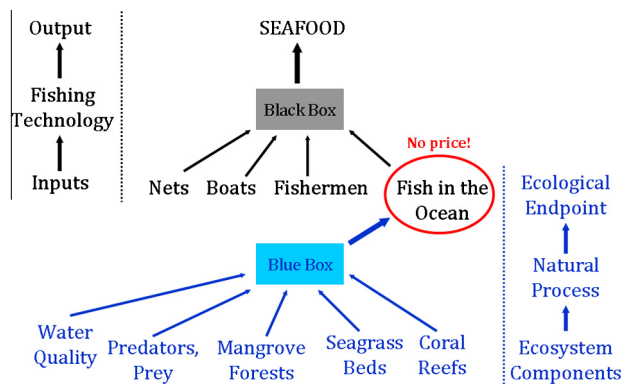 Output
SEAFOOD
Fishing
Technology
Black Box
No price!
Inputs
Nets
Boats
Fishermen
Fish in the
Ocean
Ecological
Endpoint
Blue Box
Natural
Process
Water
Quality
Predators,
Prey
Mangrove
Forests
Seagrass
Beds
Coral
Reefs
Ecosystem
Components